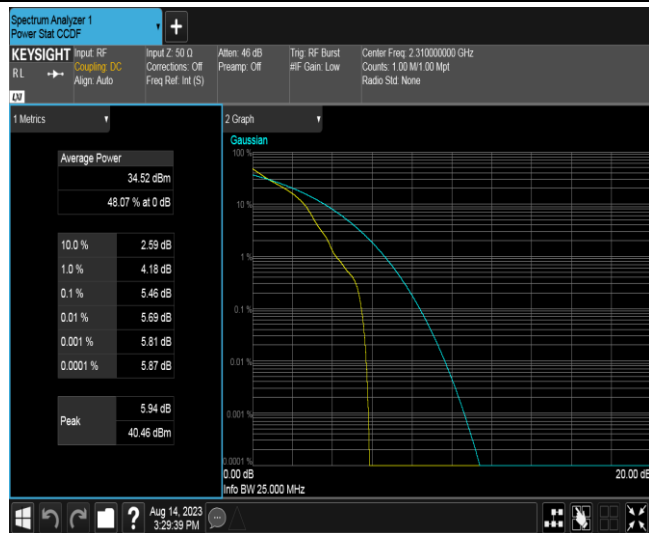 Spectrum Analyzer 1
Power Stat CCDF
+
KEYSIGHT
RL
Input: RF
Coupling: DC
Align: Auto
Input Z: 50 Ω
Corrections: Off
Freq Ref: Int (S)
Atten: 46 dB
Preamp: Off
Trig: RF Burst
#IF Gain: Low
Center Freq: 2.310000000 GHz
Counts: 1.00 M/1.00 Mpt
Radio Std: None
1 Metrics
Average Power
34.52 dBm
48.07 % at 0 dB
10.0 % 2.59 dB
1.0 % 4.18 dB
0.1 % 5.46 dB
0.01 % 5.69 dB
0.001 % 5.81 dB
0.0001 % 5.87 dB
Peak
5.94 dB
40.46 dBm
2 Graph
Gaussian
100 %
10 %
1 %
0.1 %
0.01 %
0.001 %
0.0001 %
0.00 dB 20.00 dB
Info BW 25.000 MHz
?
Aug 14, 2023
3:29:39 PM